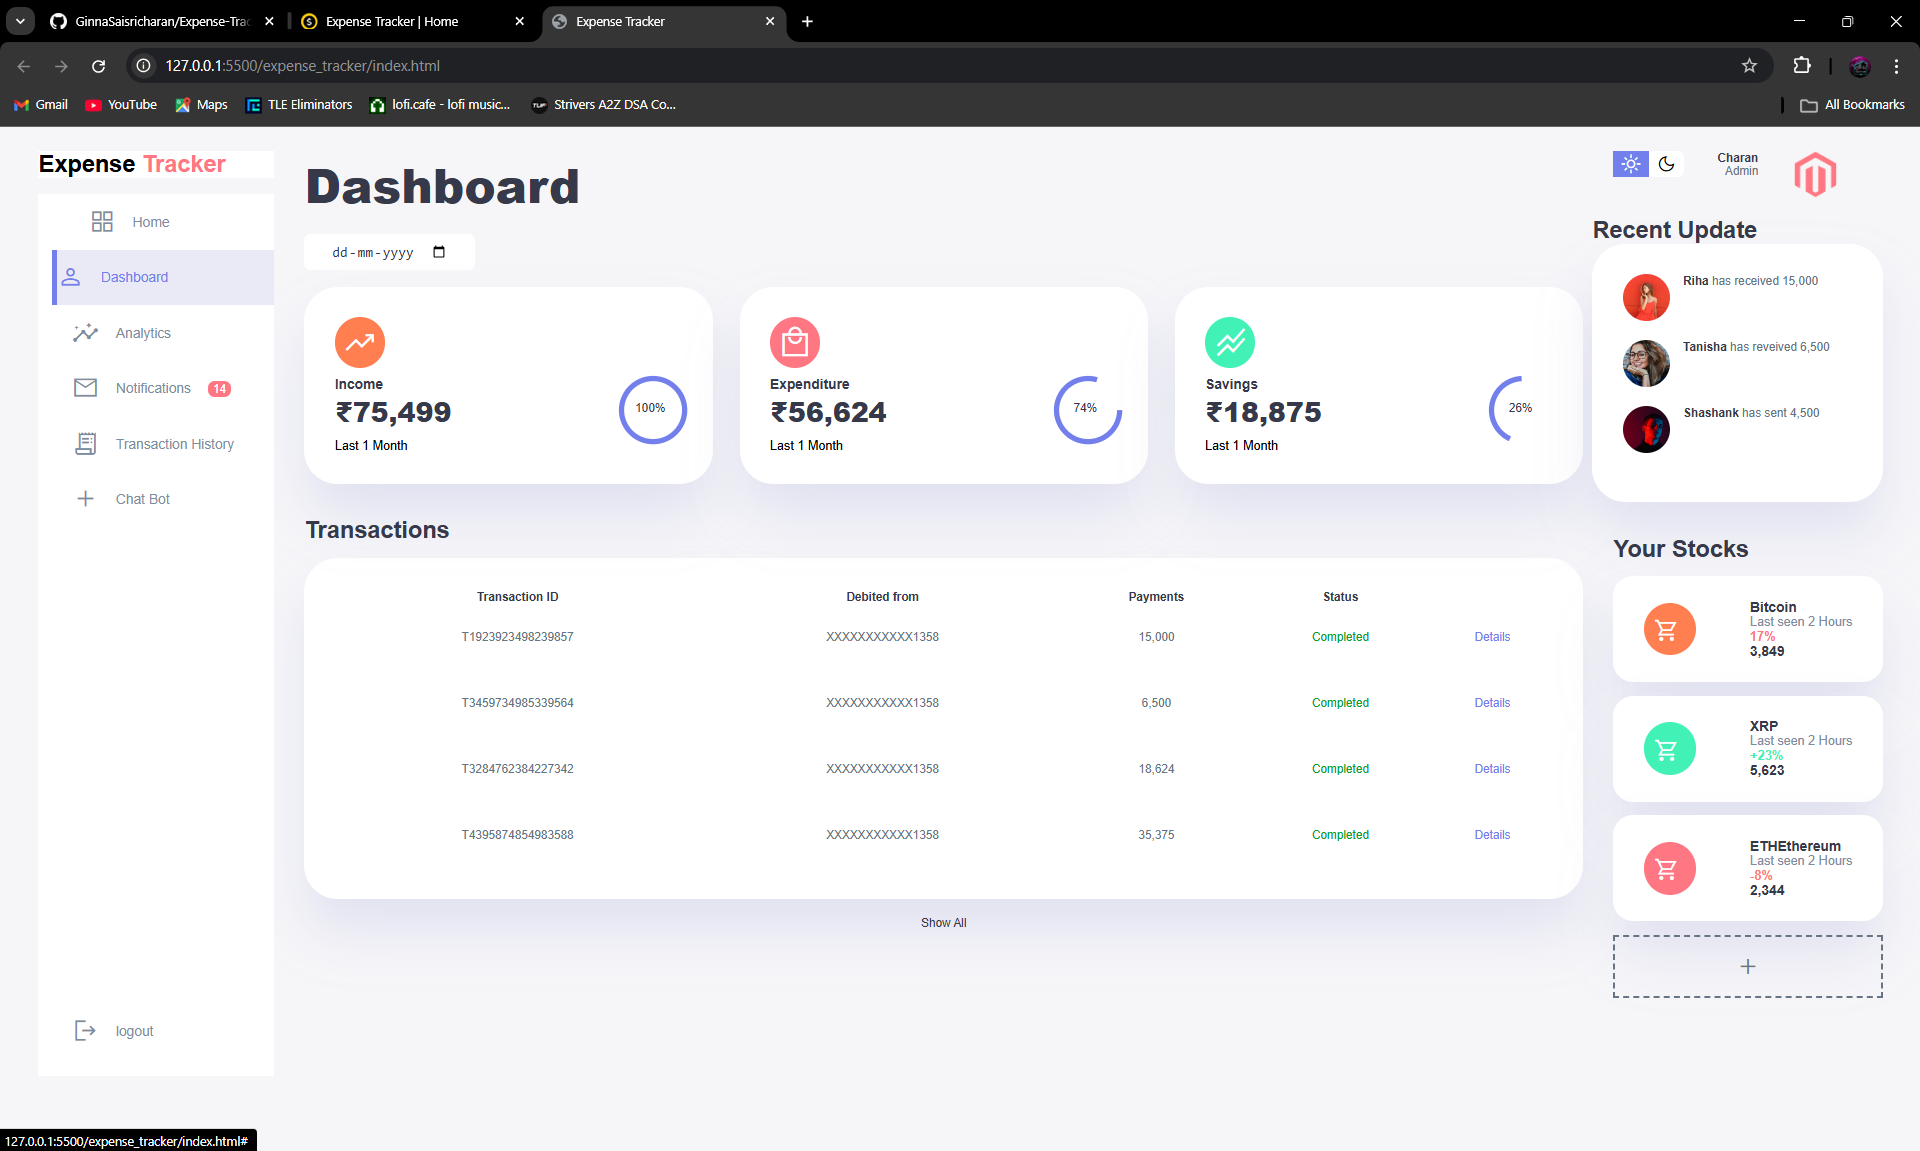 GinnaSaisricharan/Expense-Trac
Expense Tracker | Home
Expense Tracker
127.0.0.1:5500/expense_tracker/index.html
Gmail
YouTube
Maps
TLE Eliminators
lofi.cafe - lofi music...
TUF
Strivers A2Z DSA Co...
All Bookmarks
Expense Tracker
Home
Dashboard
Analytics
Notifications 14
Transaction History
Chat Bot
logout
Dashboard
dd-mm-yyyy
Income
₹75,499
Last 1 Month
100%
Expenditure
₹56,624
Last 1 Month
74%
Savings
₹18,875
Last 1 Month
26%
Transactions
Transaction ID Debited from Payments Status
T1923923498239857 XXXXXXXXXXX1358 15,000 Completed Details
T3459734985339564 XXXXXXXXXXX1358 6,500 Completed Details
T3284762384227342 XXXXXXXXXXX1358 18,624 Completed Details
T4395874854983588 XXXXXXXXXXX1358 35,375 Completed Details
Show All
Charan
Admin
Recent Update
Riha has received 15,000
Tanisha has reveived 6,500
Shashank has sent 4,500
Your Stocks
Bitcoin
Last seen 2 Hours
17%
3,849
XRP
Last seen 2 Hours
+23%
5,623
ETHEthereum
Last seen 2 Hours
-8%
2,344
127.0.0.1:5500/expense_tracker/index.html#